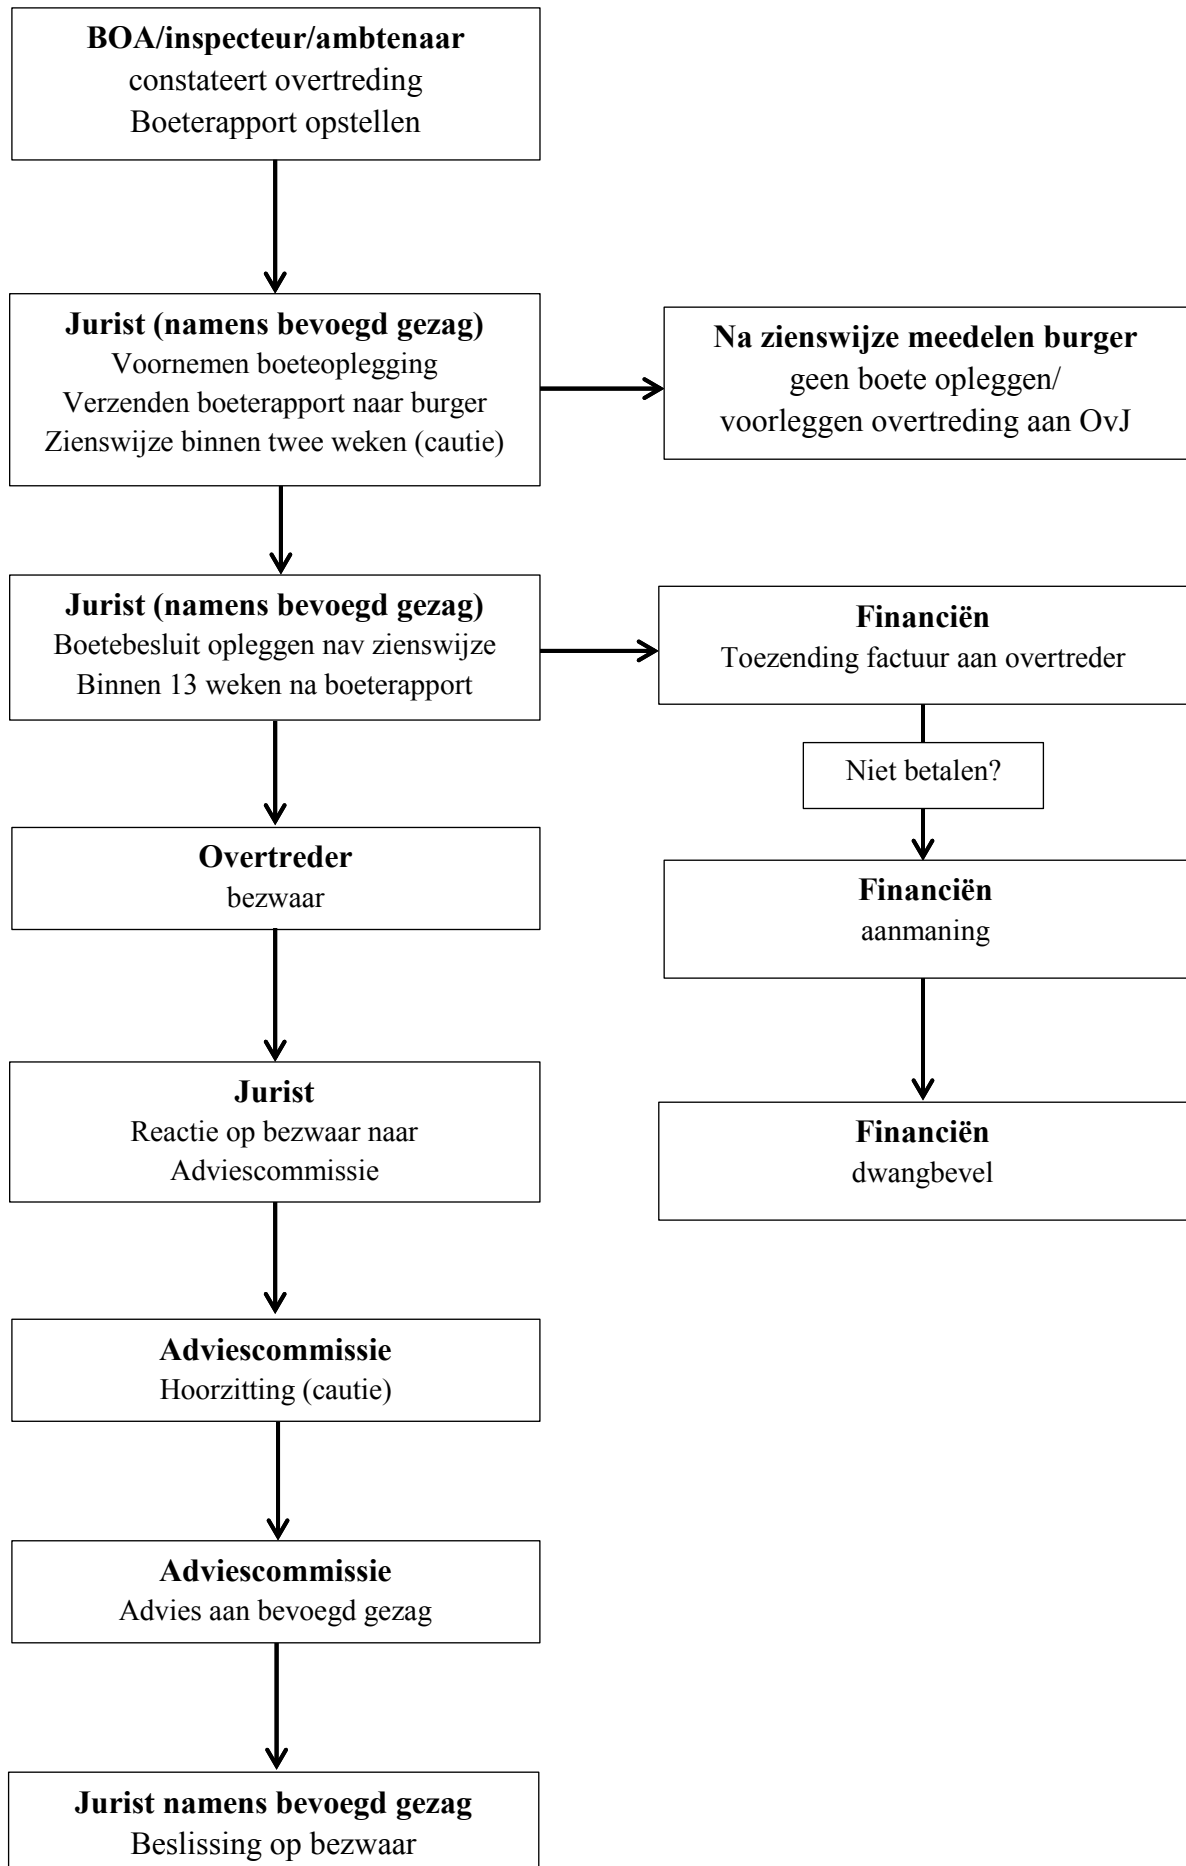 BOA/inspecteur/ambtenaar
constateert overtreding
Boeterapport opstellen
Jurist (namens bevoegd gezag)
Voornemen boeteoplegging
Verzenden boeterapport naar burger
Zienswijze binnen twee weken (cautie)
Na zienswijze meedelen burger
geen boete opleggen/
voorleggen overtreding aan OvJ
Jurist (namens bevoegd gezag)
Boetebesluit opleggen nav zienswijze
Binnen 13 weken na boeterapport
Financiën
Toezending factuur aan overtreder
Niet betalen?
Overtreder
bezwaar
Financiën
aanmaning
Jurist
Reactie op bezwaar naar
Adviescommissie
Financiën
dwangbevel
Adviescommissie
Hoorzitting (cautie)
Adviescommissie
Advies aan bevoegd gezag
Jurist namens bevoegd gezag
Beslissing op bezwaar